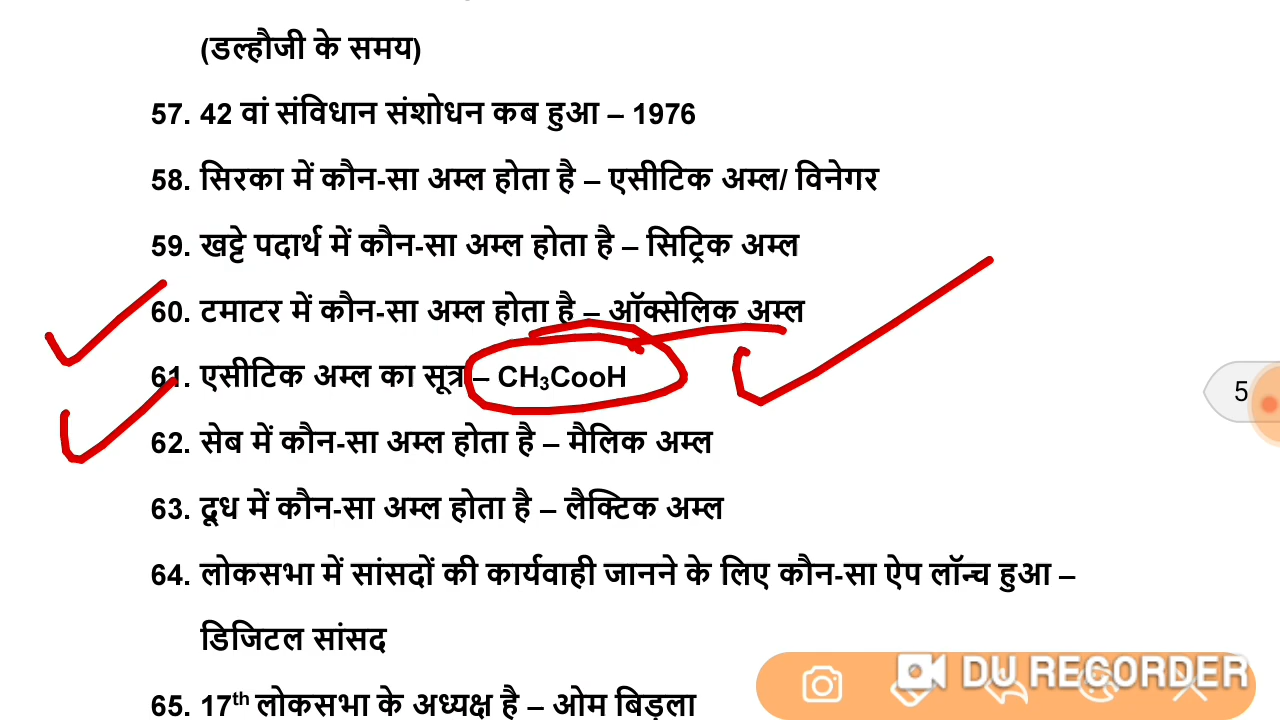 (डल्हौजी के समय)
57. 42 वां संविधान संशोधन कब हुआ – 1976
58. सिरका में कौन-सा अम्ल होता है – एसीटिक अम्ल/ विनेगर
59. खट्टे पदार्थ में कौन-सा अम्ल होता है – सिट्रिक अम्ल
60. टमाटर में कौन-सा अम्ल होता है – ऑक्सेलिक अम्ल
61. एसीटिक अम्ल का सूत्र – CH₃CooH
5
62. सेब में कौन-सा अम्ल होता है – मैलिक अम्ल
63. दूध में कौन-सा अम्ल होता है – लैक्टिक अम्ल
64. लोकसभा में सांसदों की कार्यवाही जानने के लिए कौन-सा ऐप लॉन्च हुआ –
डिजिटल सांसद
65. 17th लोकसभा के अध्यक्ष है – ओम बिड़ला
DU RECORDER